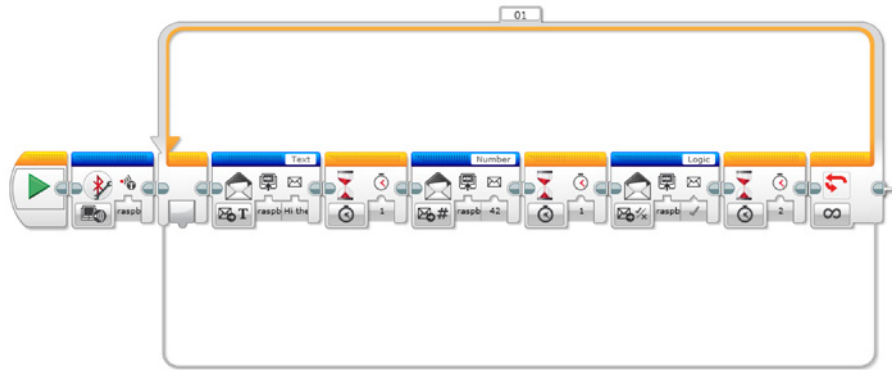 01
Text
Number
Logic
raspb
T
raspb
Hi the
1
#
raspb
42
1
raspb
2
∞